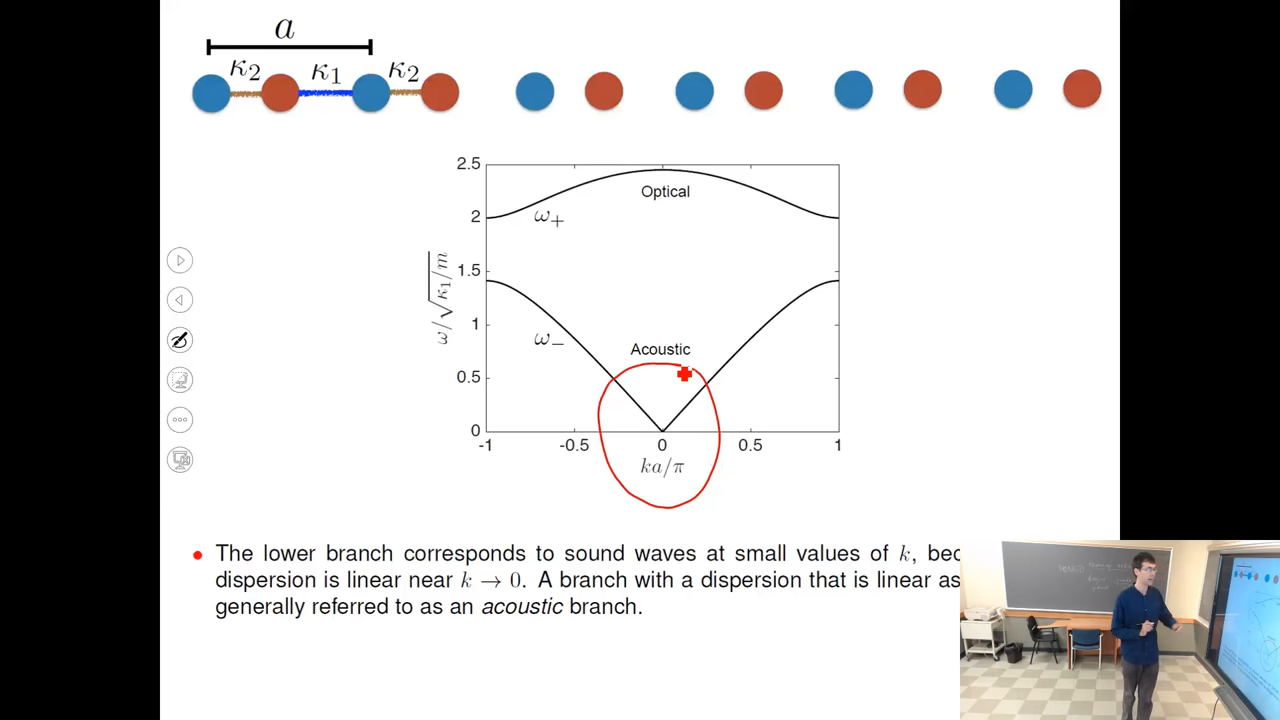 a
κ₂ κ₁ κ₂
2.5
Optical
2
ω₊
1.5
ω/√κ₁/m
1
ω₋
Acoustic
0.5
0
-1 -0.5 0 0.5 1
ka/π
The lower branch corresponds to sound waves at small values of k, bec
dispersion is linear near k → 0. A branch with a dispersion that is linear as
generally referred to as an acoustic branch.